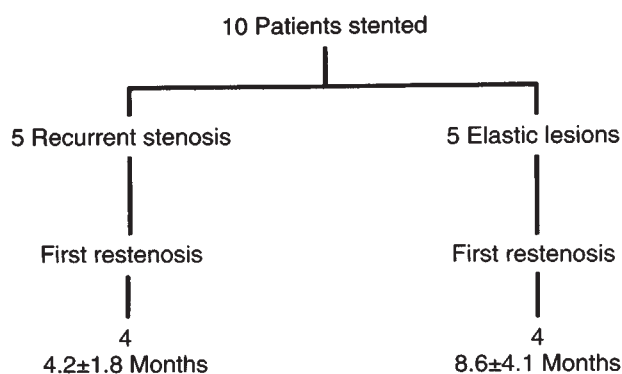 10 Patients stented
5 Recurrent stenosis
5 Elastic lesions
First restenosis
First restenosis
4
4.2±1.8 Months
4
8.6±4.1 Months